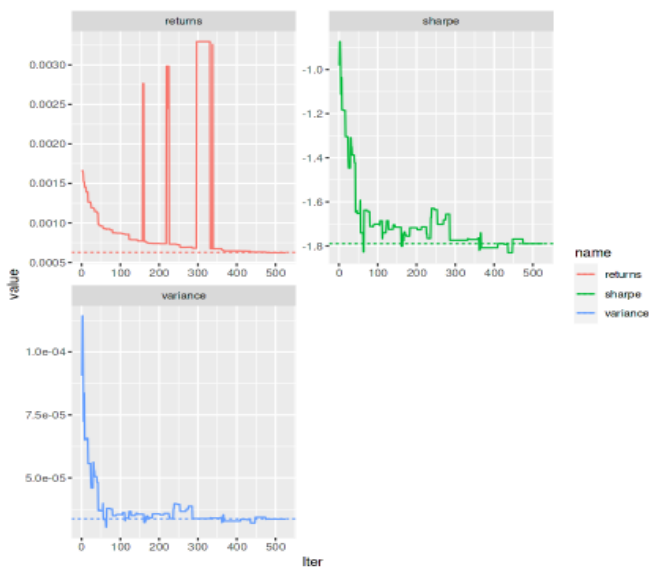 returns
sharpe
0.0030
0.0025
0.0020
0.0015
0.0010
0.0005
0 100 200 300 400 500
-1.0
-1.2
-1.4
-1.6
-1.8
0 100 200 300 400 500
value
variance
1.0e-04
7.5e-05
5.0e-05
0 100 200 300 400 500
Iter
name
returns
sharpe
variance